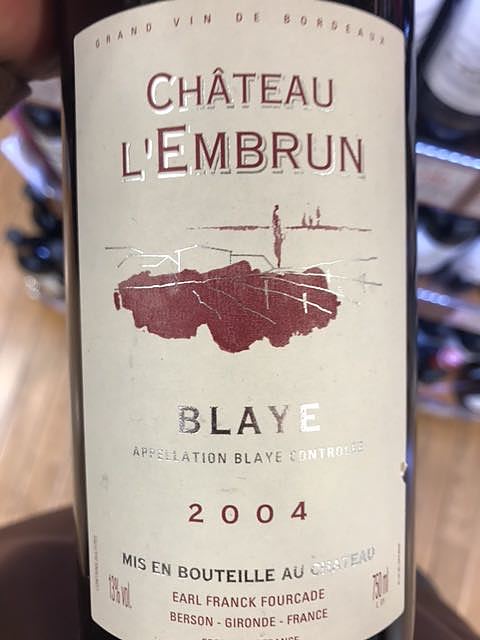 GRAND VIN DE BORDEAUX
CHÂTEAU
L'EMBRUN
BLAYE
APPELLATION BLAYE CONTROLÉE
2004
MIS EN BOUTEILLE AU CHATEAU
13% vol.
750 ml
EARL FRANCK FOURCADE
BERSON - GIRONDE - FRANCE